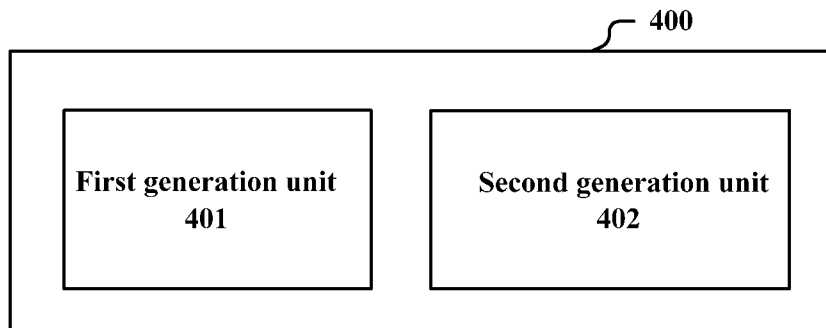 400
First generation unit
401
Second generation unit
402